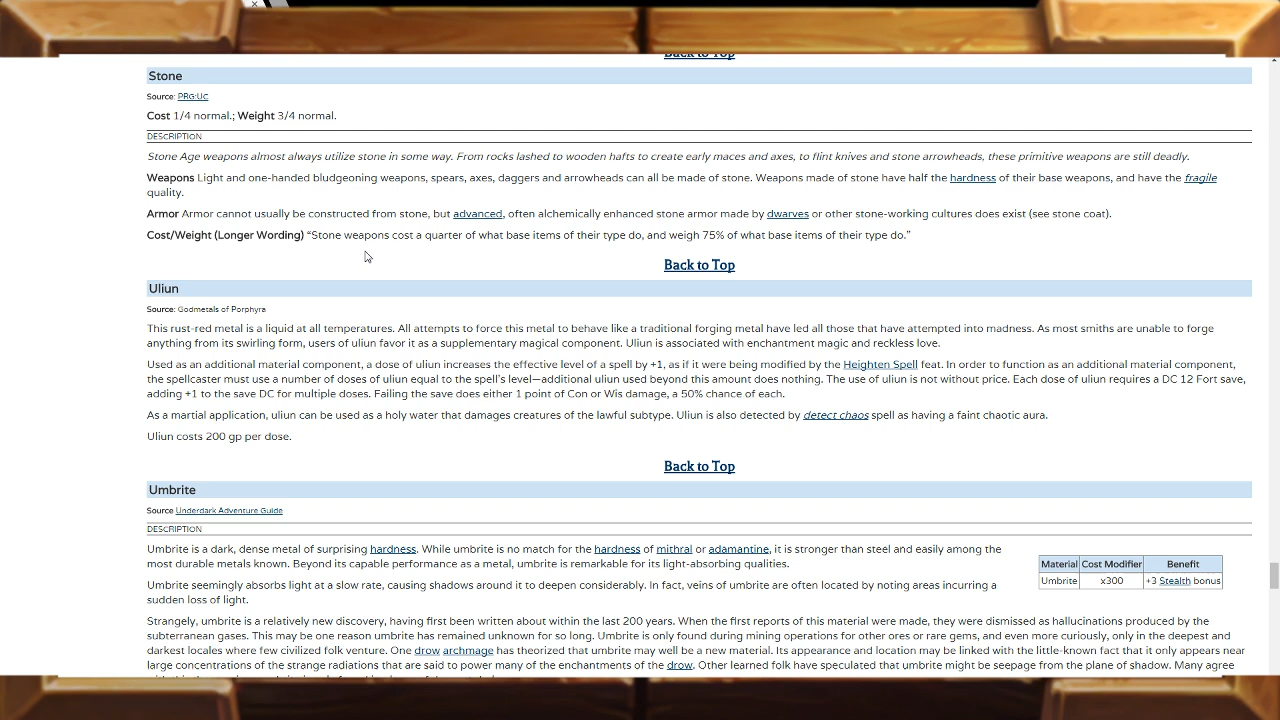 Back to Top
Stone
Source: PRG:UC
Cost 1/4 normal.; Weight 3/4 normal.
DESCRIPTION
Stone Age weapons almost always utilize stone in some way. From rocks lashed to wooden hafts to create early maces and axes, to flint knives and stone arrowheads, these primitive weapons are still deadly.
Weapons Light and one-handed bludgeoning weapons, spears, axes, daggers and arrowheads can all be made of stone. Weapons made of stone have half the hardness of their base weapons, and have the fragile
quality.
Armor Armor cannot usually be constructed from stone, but advanced, often alchemically enhanced stone armor made by dwarves or other stone-working cultures does exist (see stone coat).
Cost/Weight (Longer Wording) “Stone weapons cost a quarter of what base items of their type do, and weigh 75% of what base items of their type do.”
Back to Top
Uliun
Source: Godmetals of Porphyra
This rust-red metal is a liquid at all temperatures. All attempts to force this metal to behave like a traditional forging metal have led all those that have attempted into madness. As most smiths are unable to forge
anything from its swirling form, users of uliun favor it as a supplementary magical component. Uliun is associated with enchantment magic and reckless love.
Used as an additional material component, a dose of uliun increases the effective level of a spell by +1, as if it were being modified by the Heighten Spell feat. In order to function as an additional material component,
the spellcaster must use a number of doses of uliun equal to the spell's level—additional uliun used beyond this amount does nothing. The use of uliun is not without price. Each dose of uliun requires a DC 12 Fort save,
adding +1 to the save DC for multiple doses. Failing the save does either 1 point of Con or Wis damage, a 50% chance of each.
As a martial application, uliun can be used as a holy water that damages creatures of the lawful subtype. Uliun is also detected by detect chaos spell as having a faint chaotic aura.
Uliun costs 200 gp per dose.
Back to Top
Umbrite
Source Underdark Adventure Guide
DESCRIPTION
Umbrite is a dark, dense metal of surprising hardness. While umbrite is no match for the hardness of mithral or adamantine, it is stronger than steel and easily among the
most durable metals known. Beyond its capable performance as a metal, umbrite is remarkable for its light-absorbing qualities.
Material Cost Modifier Benefit
Umbrite x300 +3 Stealth bonus
Umbrite seemingly absorbs light at a slow rate, causing shadows around it to deepen considerably. In fact, veins of umbrite are often located by noting areas incurring a
sudden loss of light.
Strangely, umbrite is a relatively new discovery, having first been written about within the last 200 years. When the first reports of this material were made, they were dismissed as hallucinations produced by the
subterranean gases. This may be one reason umbrite has remained unknown for so long. Umbrite is only found during mining operations for other ores or rare gems, and even more curiously, only in the deepest and
darkest locales where few civilized folk venture. One drow archmage has theorized that umbrite may well be a new material. Its appearance and location may be linked with the little-known fact that it only appears near
large concentrations of the strange radiations that are said to power many of the enchantments of the drow. Other learned folk have speculated that umbrite might be seepage from the plane of shadow. Many agree